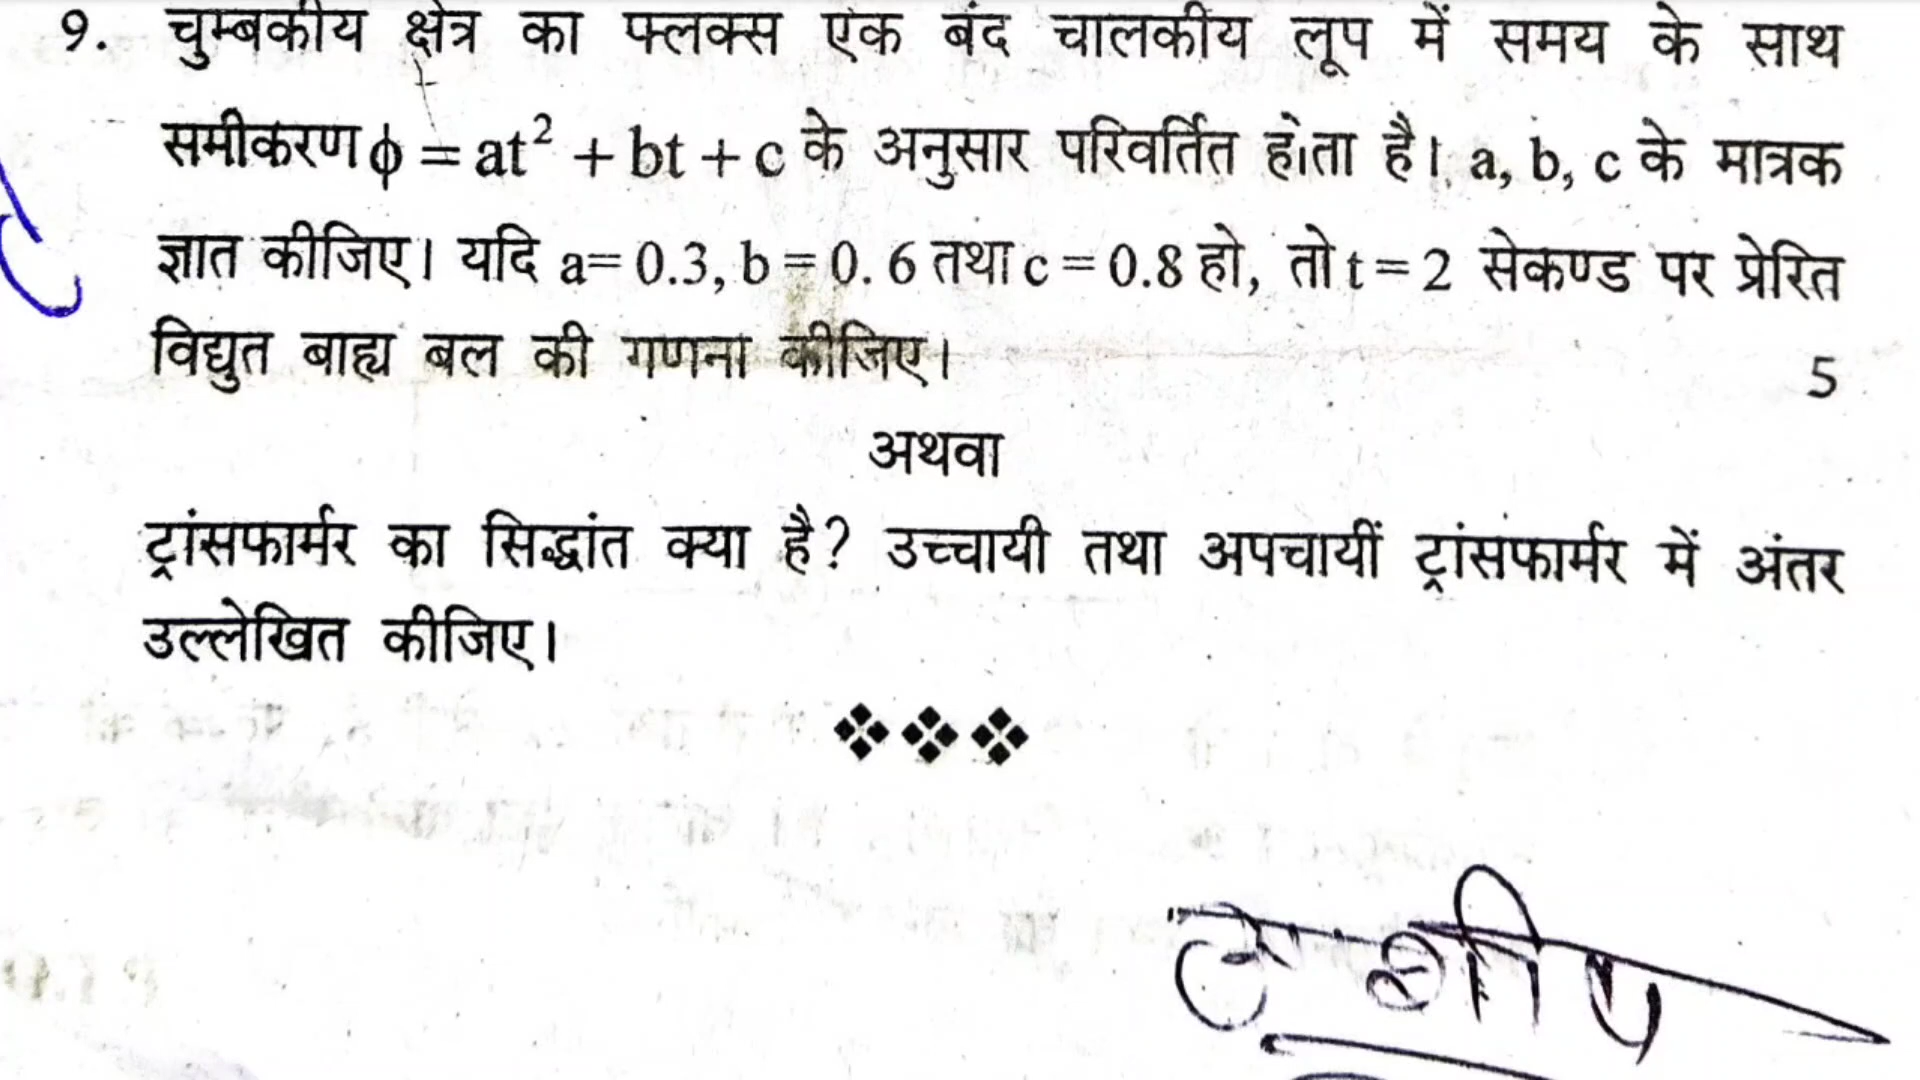 9. चुम्बकीय क्षेत्र का फ्लक्स एक बंद चालकीय लूप में समय के साथ
समीकरण ϕ = at² + bt + c के अनुसार परिवर्तित होता है। a, b, c के मात्रक
ज्ञात कीजिए। यदि a= 0.3, b = 0. 6 तथा c = 0.8 हो, तो t = 2 सेकण्ड पर प्रेरित
विद्युत बाह्य बल की गणना कीजिए।
5
अथवा
ट्रांसफार्मर का सिद्धांत क्या है? उच्चायी तथा अपचायीं ट्रांसफार्मर में अंतर
उल्लेखित कीजिए।